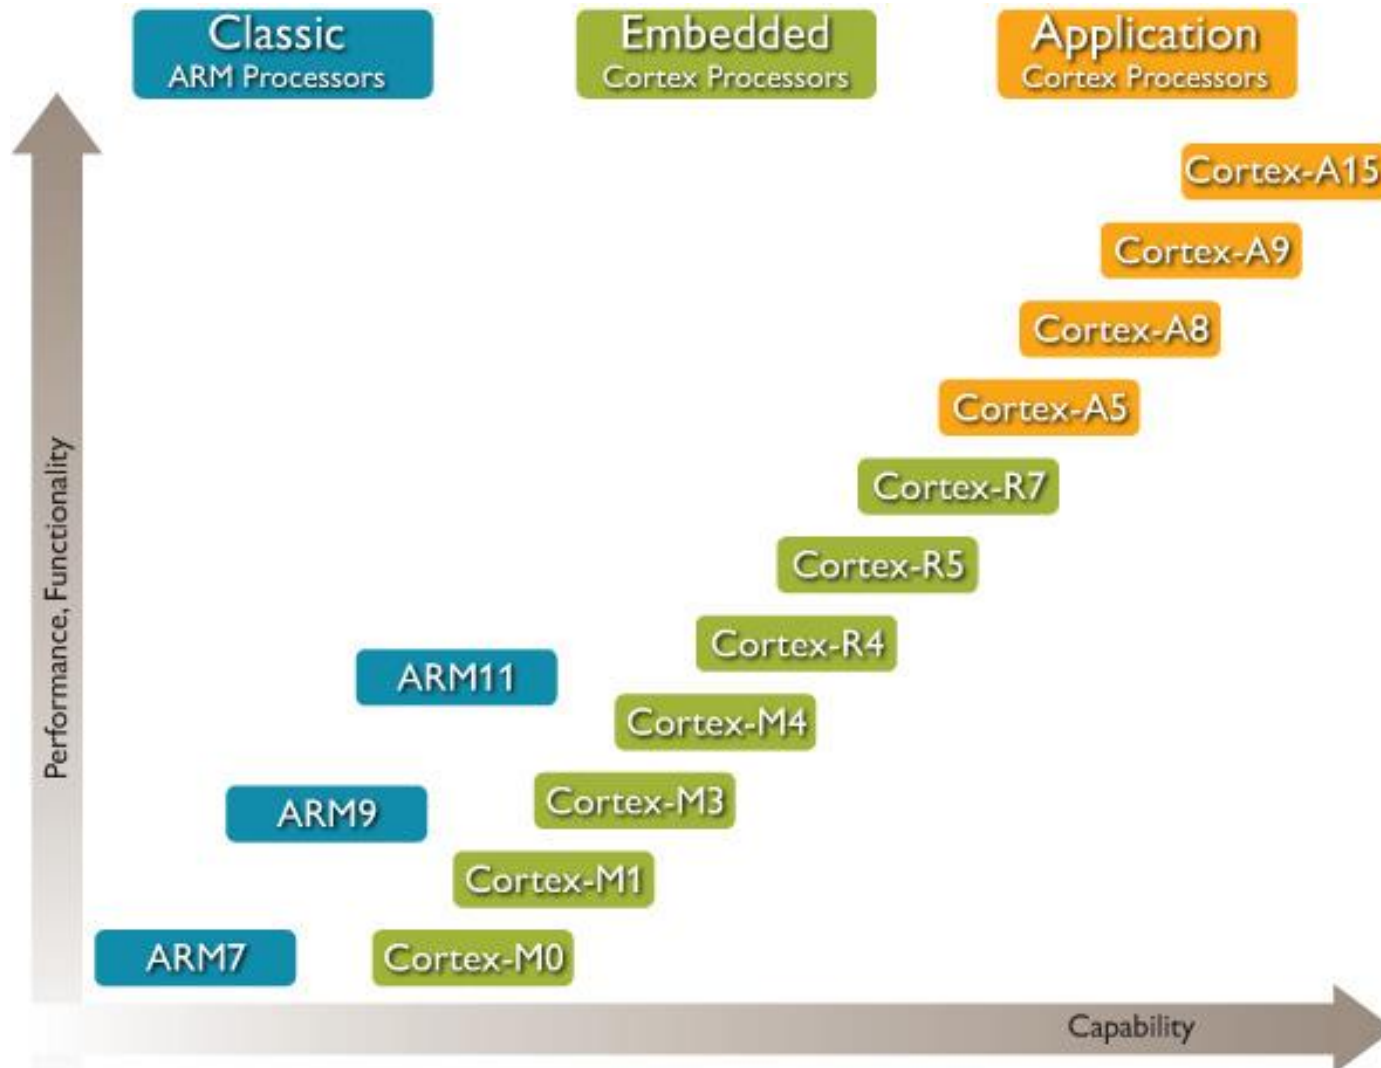 Classic
ARM Processors
Embedded
Cortex Processors
Application
Cortex Processors
Cortex-A15
Cortex-A9
Cortex-A8
Cortex-A5
Cortex-R7
Cortex-R5
Cortex-R4
ARM11
Cortex-M4
Cortex-M3
ARM9
Cortex-M1
ARM7
Cortex-M0
Performance, Functionality
Capability